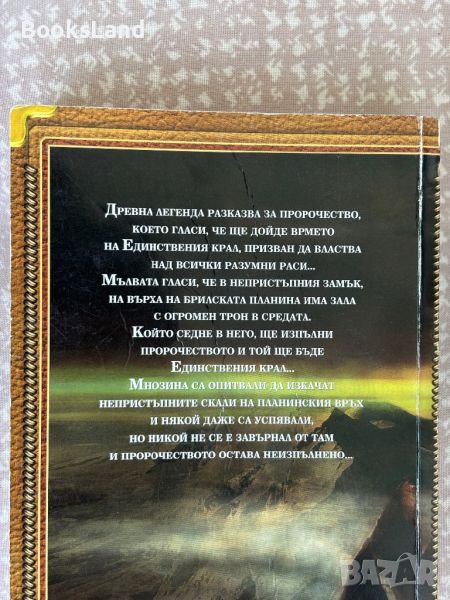 BooksLand
Древна легенда разказва за пророчество,
което гласи, че ще дойде врмето
на Единствения крал, призван да властва
над всички разумни раси...
Мълвата гласи, че в непристъпния замък,
на върха на Брилската планина има зала
с огромен трон в средата.
Който седне в него, ще изпълни
пророчеството и той ще бъде
Единствения крал...
Мнозина са опитвали да изкачат
непристъпните скали на планинския връх
и някой даже са успявали,
но никой не се е завърнал от там
и пророчеството остава неизпълнено...
BAZAR